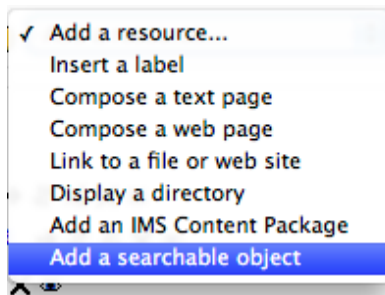 ✓ Add a resource...
Insert a label
Compose a text page
Compose a web page
Link to a file or web site
Display a directory
Add an IMS Content Package
Add a searchable object